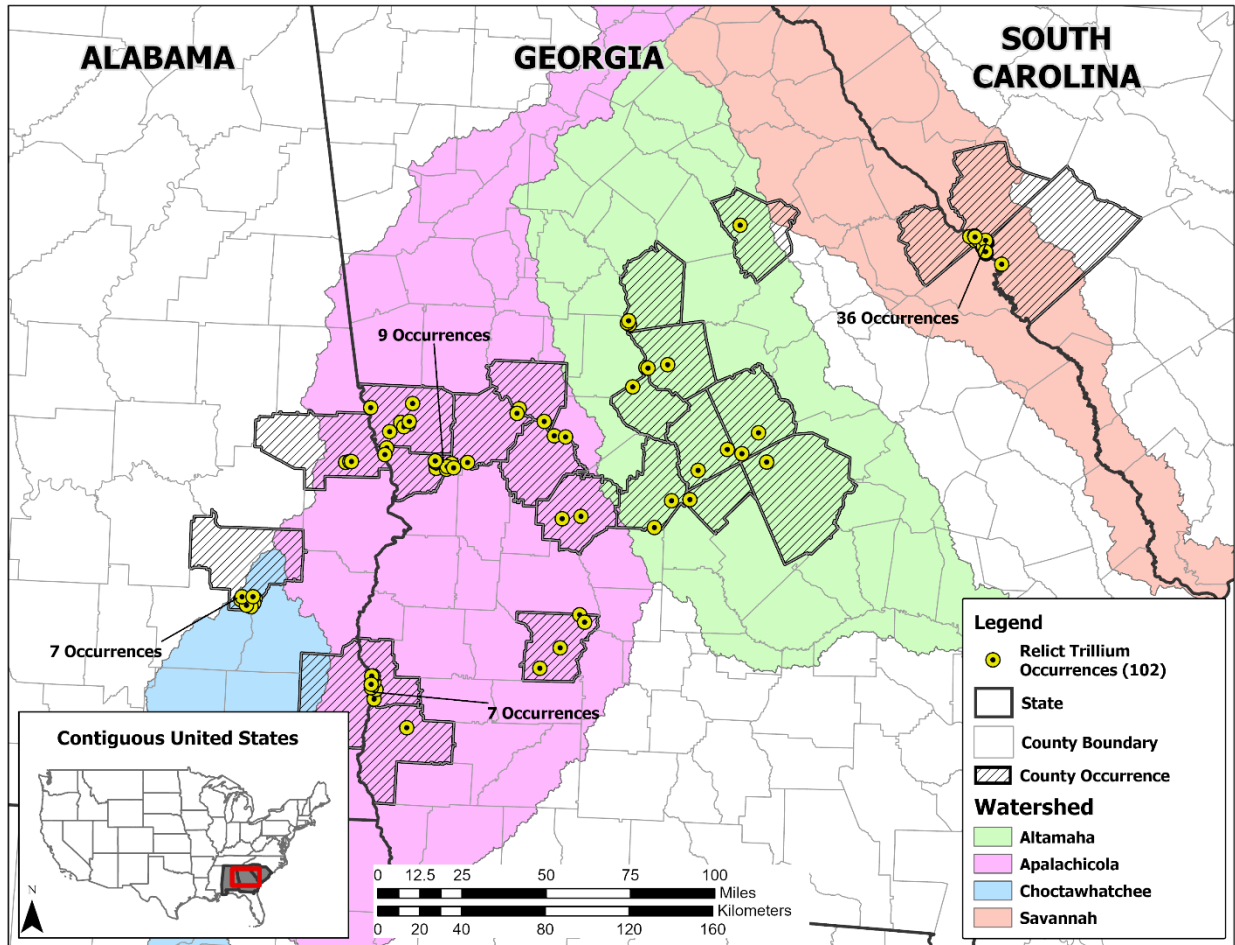 ALABAMA
GEORGIA
SOUTH
CAROLINA
9 Occurrences
36 Occurrences
7 Occurrences
7 Occurrences
Legend
Relict Trillium
Occurrences (102)
State
County Boundary
County Occurrence
Watershed
Altamaha
Apalachicola
Choctawhatchee
Savannah
Contiguous United States
N
0 12.5 25 50 75 100
Miles
Kilometers
0 20 40 80 120 160